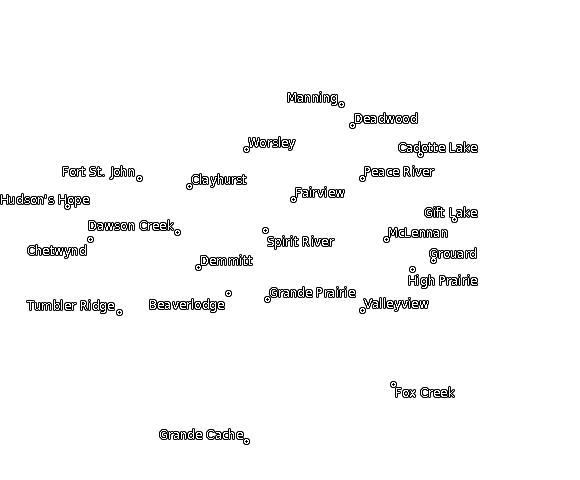 Manning
Deadwood
Worsley
Cadotte Lake
Fort St. John
Peace River
Clayhurst
Hudson's Hope
Fairview
Gift Lake
Dawson Creek
McLennan
Spirit River
Chetwynd
Grouard
Demmitt
High Prairie
Grande Prairie
Tumbler Ridge
Beaverlodge
Valleyview
Fox Creek
Grande Cache